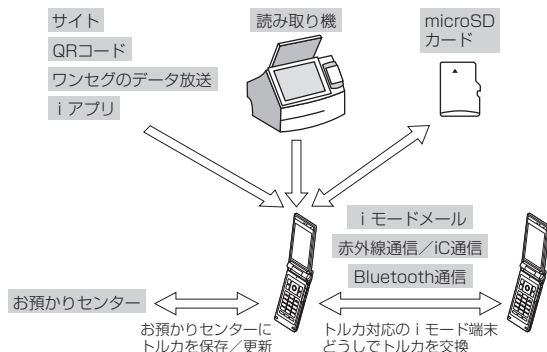 サイト
QRコード
ワンセグのデータ放送
iアプリ
読み取り機
microSD
カード
iモードメール
赤外線通信／iC通信
Bluetooth通信
お預かりセンター
お預かりセンターに
トルカを保存／更新
トルカ対応のiモード端末
どうしでトルカを交換